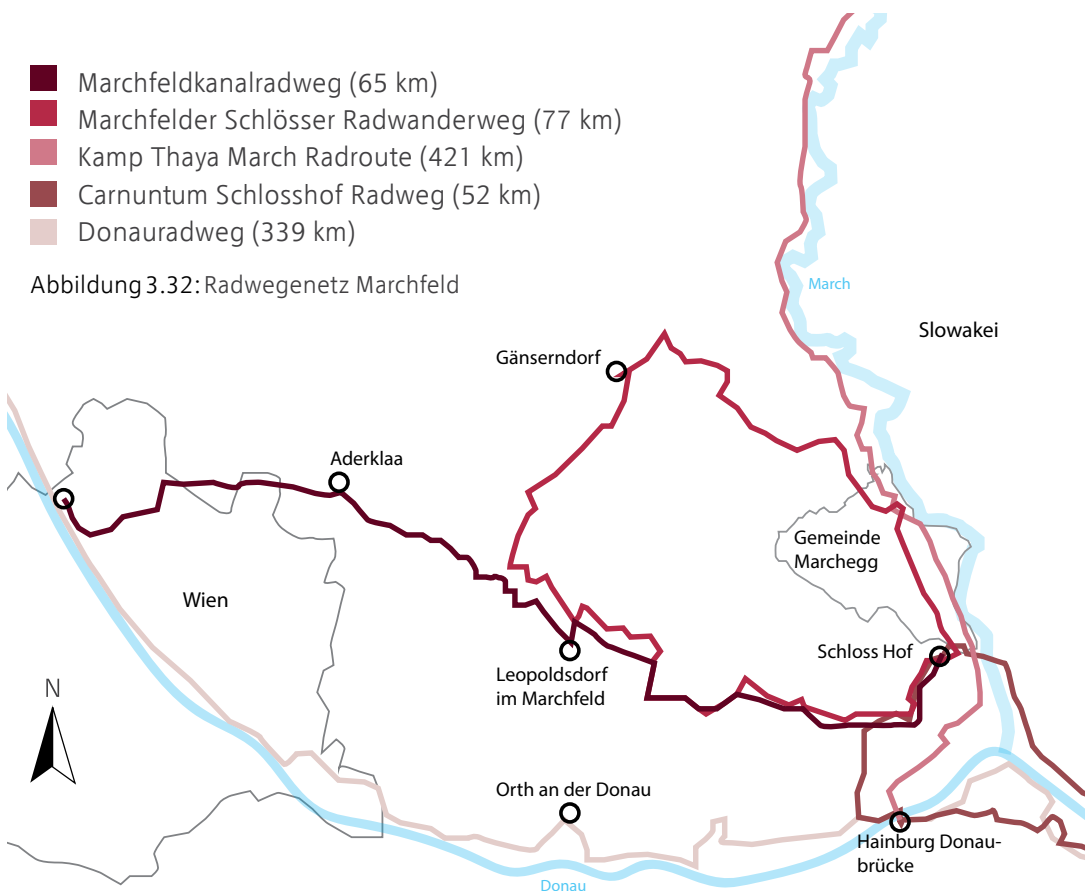 Marchfeldkanalradweg (65 km)
Marchfelder Schlösser Radwanderweg (77 km)
Kamp Thaya March Radroute (421 km)
Carnuntum Schlosshof Radweg (52 km)
Donauradweg (339 km)
Abbildung 3.32: Radwegenetz Marchfeld
March
Slowakei
Gänserndorf
Aderklaa
Gemeinde
Marchegg
Wien
Schloss Hof
Leopoldsdorf
im Marchfeld
N
Orth an der Donau
Hainburg Donau-
brücke
Donau